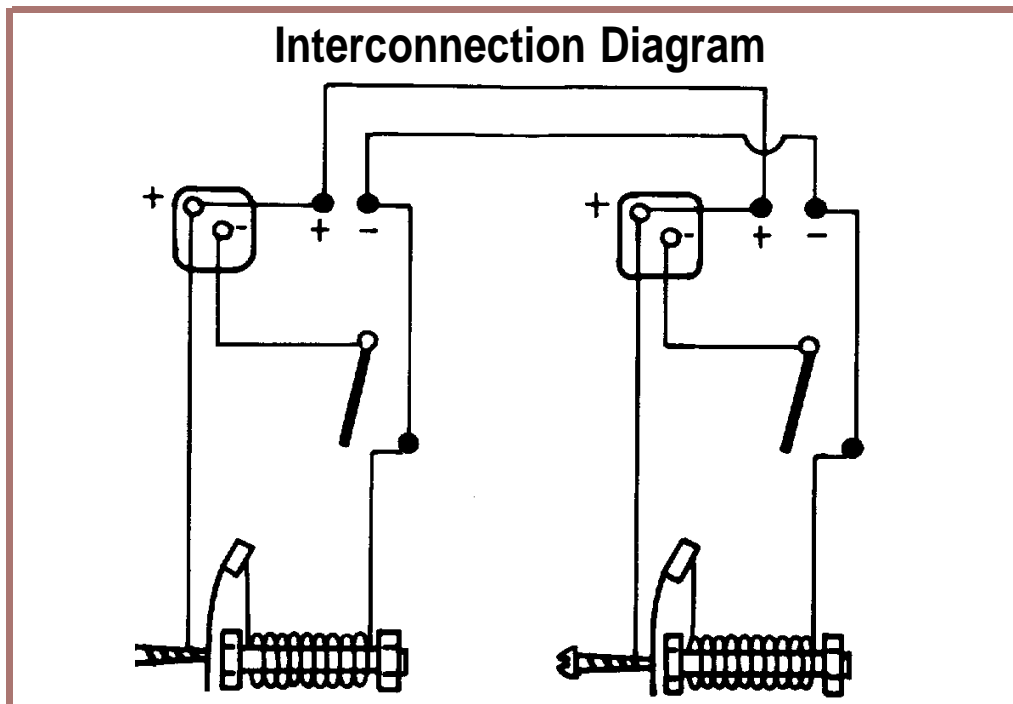 Interconnection Diagram
+ - + - + - + -